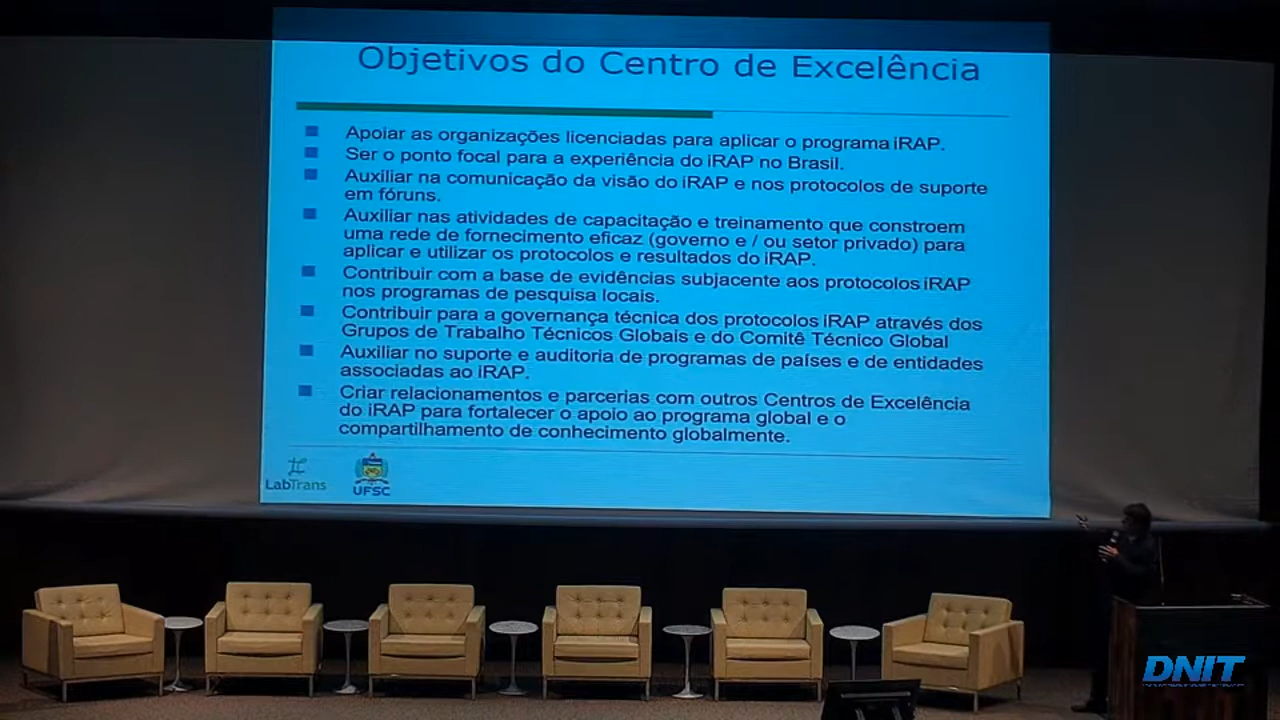 Objetivos do Centro de Excelência
Apoiar as organizações licenciadas para aplicar o programa iRAP.
Ser o ponto focal para a experiência do iRAP no Brasil.
Auxiliar na comunicação da visão do iRAP e nos protocolos de suporte
em fóruns.
Auxiliar nas atividades de capacitação e treinamento que constroem
uma rede de fornecimento eficaz (governo e / ou setor privado) para
aplicar e utilizar os protocolos e resultados do iRAP.
Contribuir com a base de evidências subjacente aos protocolos iRAP
nos programas de pesquisa locais.
Contribuir para a governança técnica dos protocolos iRAP através dos
Grupos de Trabalho Técnicos Globais e do Comitê Técnico Global
Auxiliar no suporte e auditoria de programas de países e de entidades
associadas ao iRAP.
Criar relacionamentos e parcerias com outros Centros de Excelência
do iRAP para fortalecer o apoio ao programa global e o
compartilhamento de conhecimento globalmente.
LabTrans
UFSC
DNIT